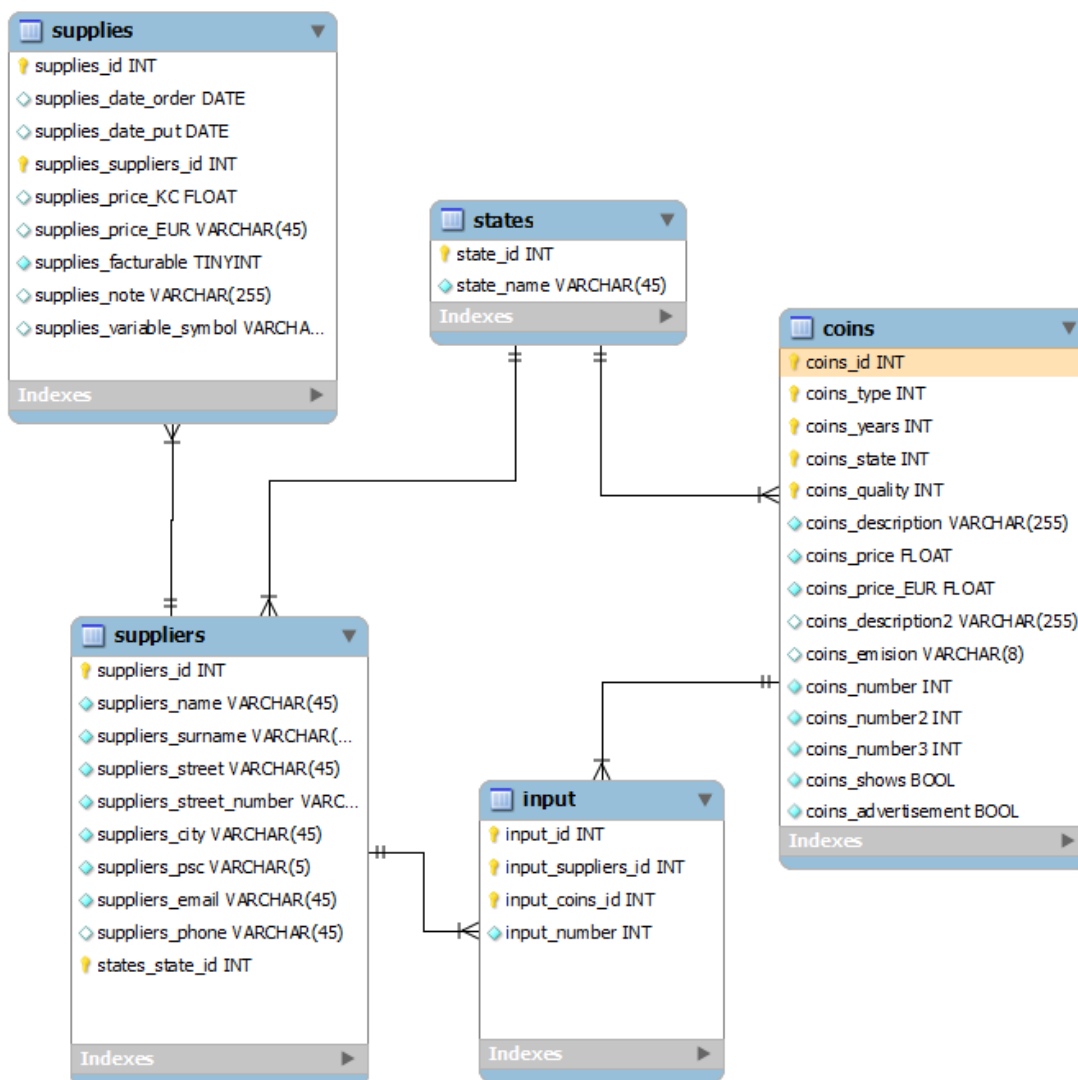 supplies
supplies_id INT
supplies_date_order DATE
supplies_date_put DATE
supplies_suppliers_id INT
supplies_price_KC FLOAT
supplies_price_EUR VARCHAR(45)
supplies_facturable TINYINT
supplies_note VARCHAR(255)
supplies_variable_symbol VARCHA...
Indexes
states
state_id INT
state_name VARCHAR(45)
Indexes
coins
coins_id INT
coins_type INT
coins_years INT
coins_state INT
coins_quality INT
coins_description VARCHAR(255)
coins_price FLOAT
coins_price_EUR FLOAT
coins_description2 VARCHAR(255)
coins_emision VARCHAR(8)
coins_number INT
coins_number2 INT
coins_number3 INT
coins_shows BOOL
coins_advertisement BOOL
Indexes
suppliers
suppliers_id INT
suppliers_name VARCHAR(45)
suppliers_surname VARCHAR(...
suppliers_street VARCHAR(45)
suppliers_street_number VARC...
suppliers_city VARCHAR(45)
suppliers_psc VARCHAR(5)
suppliers_email VARCHAR(45)
suppliers_phone VARCHAR(45)
states_state_id INT
Indexes
input
input_id INT
input_suppliers_id INT
input_coins_id INT
input_number INT
Indexes